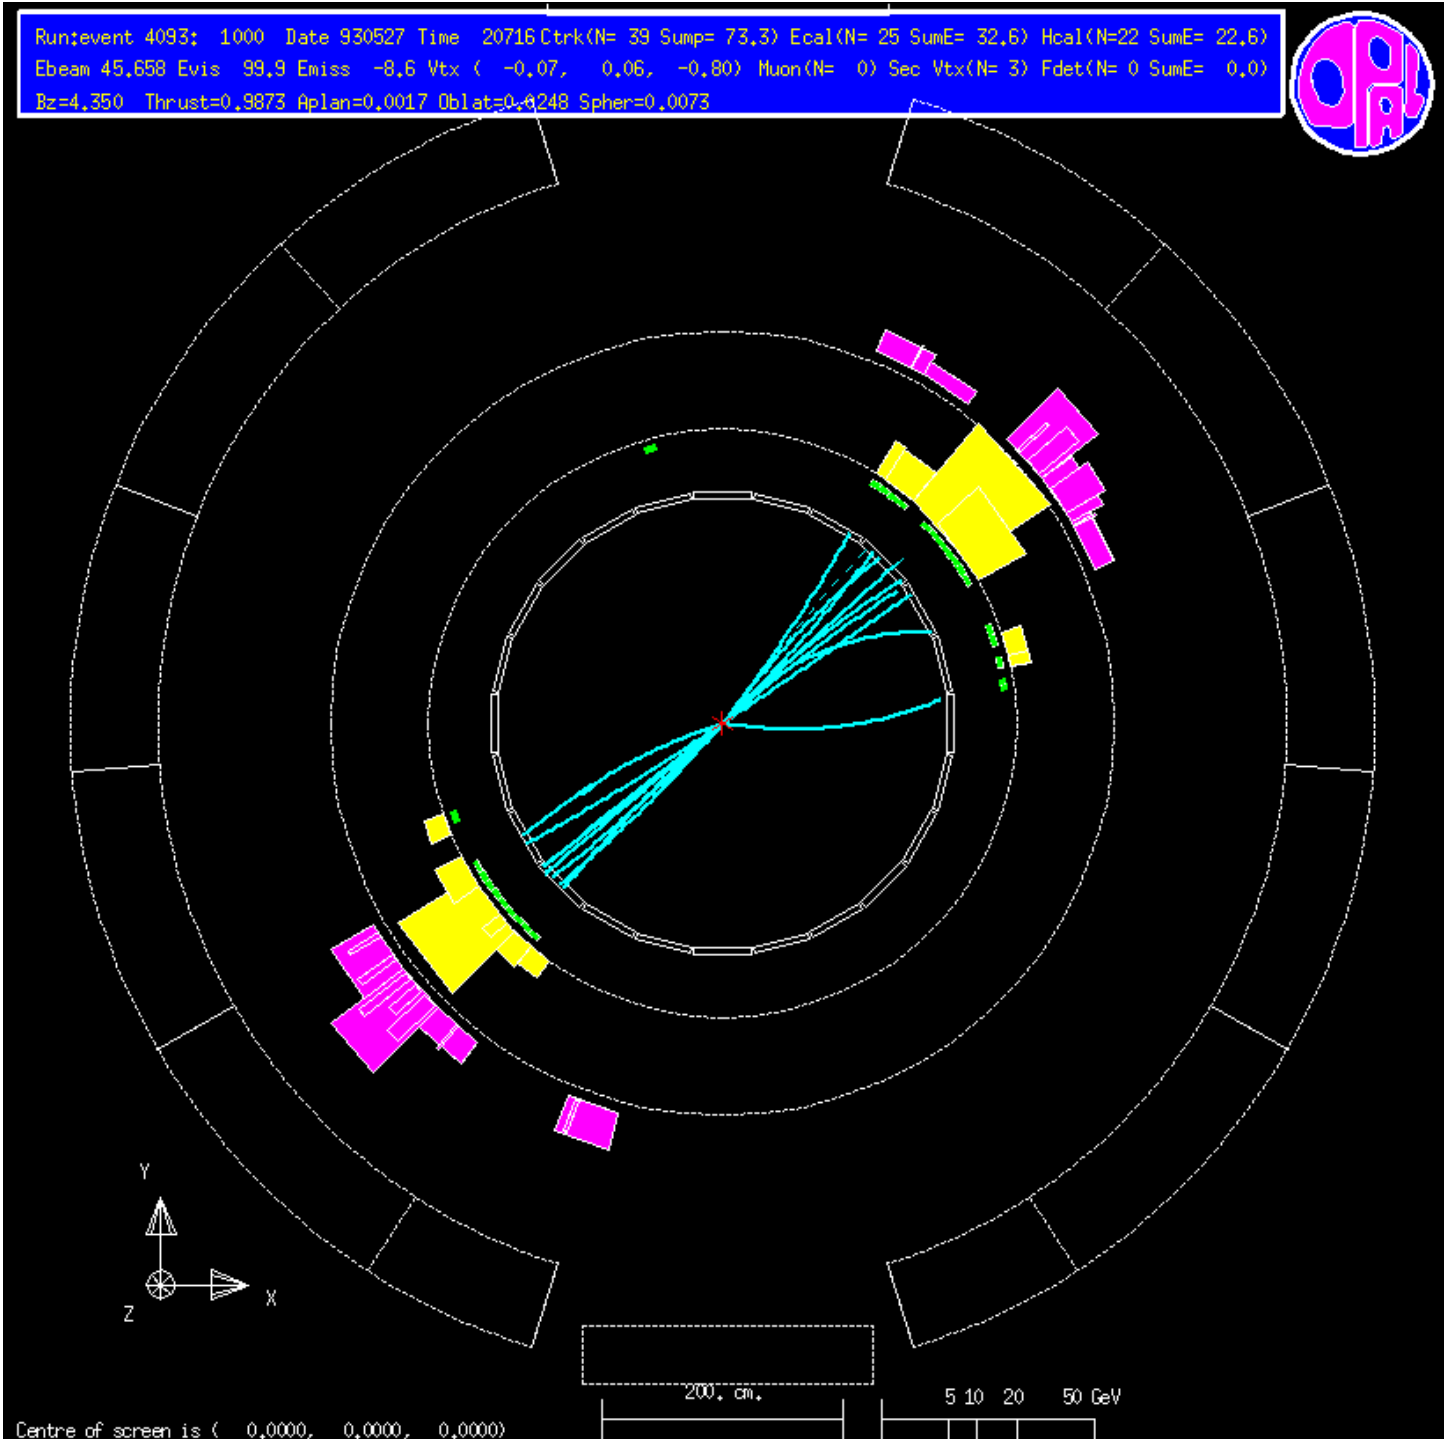 Run:event 4093: 1000 Date 930527 Time 20716 Ctrk(N= 39 Sump= 73.3) Ecal(N= 25 SumE= 32.6) Hcal(N=22 SumE= 22.6)
Ebeam 45.658 Evis 99.9 Emiss -8.6 Vtx ( -0.07, 0.06, -0.80) Muon(N= 0) Sec Vtx(N= 3) Fdet(N= 0 SumE= 0.0)
Bz=4.350 Thrust=0.9873 Aplan=0.0017 Oblat=0.0248 Spher=0.0073
OPAL
Y
X
Z
200. cm.
5 10 20 50 GeV
Centre of screen is ( 0.0000, 0.0000, 0.0000)